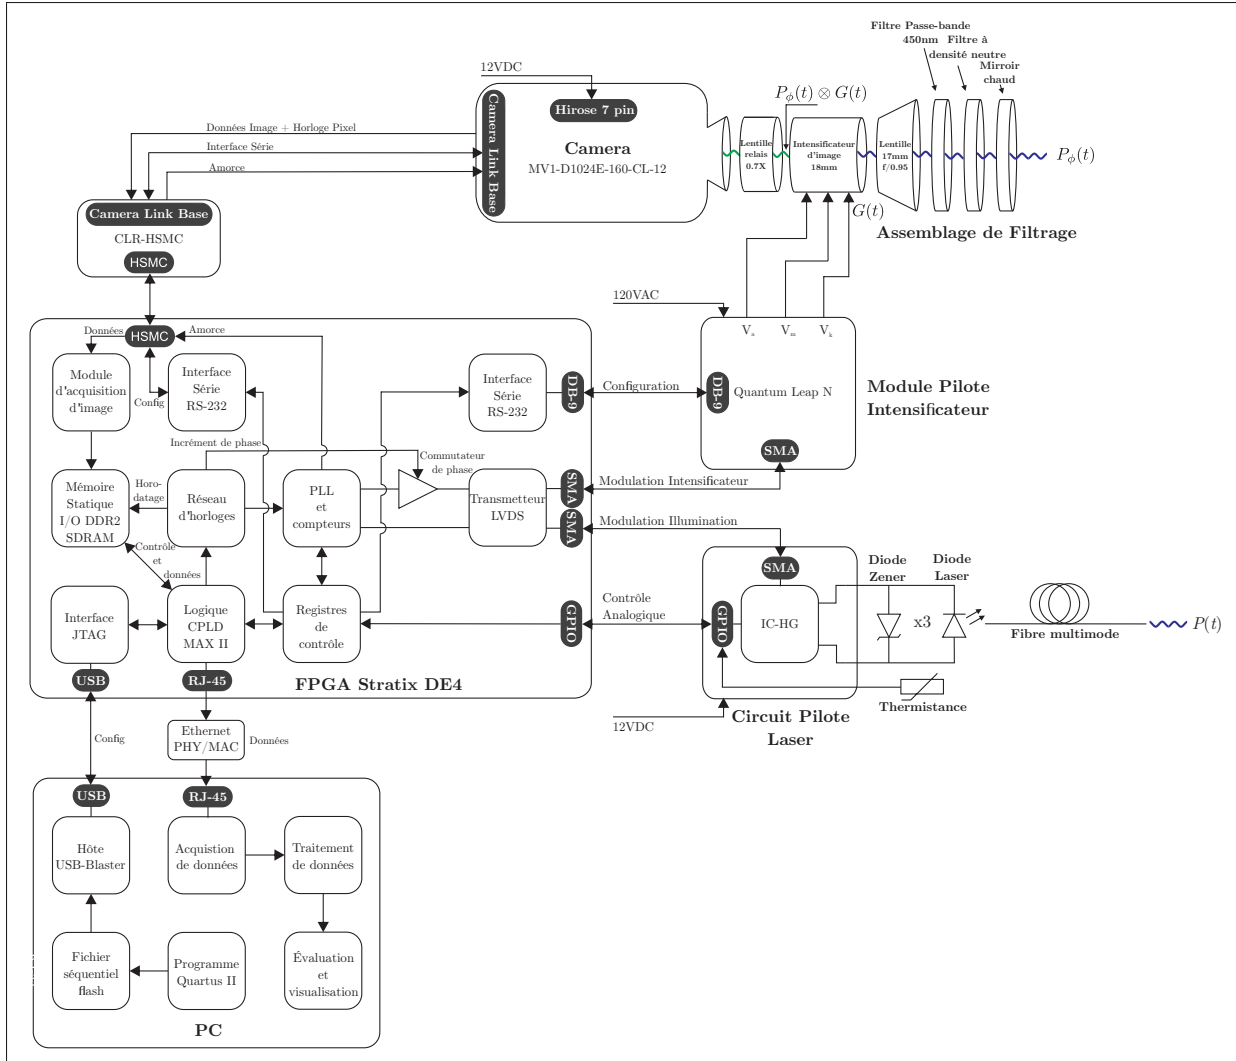 Filtre Passe-bande
450nm
Filtre à
densité neutre
Mirroir
chaud
12VDC
Hirose 7 pin
Camera Link Base
Camera
MV1-D1024E-160-CL-12
P_ϕ(t) ⊗ G(t)
Lentille
relais
0.7X
Intensificateur
d'image
18mm
Lentille
17mm
f/0.95
P_ϕ(t)
G(t)
Assemblage de Filtrage
Données Image + Horloge Pixel
Interface Série
Amorce
Camera Link Base
CLR-HSMC
HSMC
120VAC
V_a
V_m
V_k
DB-9
Quantum Leap N
SMA
Module Pilote
Intensificateur
Données
HSMC
Amorce
Module
d'acquisition
d'image
Config
Interface
Série
RS-232
Interface
Série
RS-232
DB-9
Configuration
Incrément de phase
Commutateur
de phase
Mémoire
Statique
I/O DDR2
SDRAM
Horo-
datage
Réseau
d'horloges
PLL
et
compteurs
Transmetteur
LVDS
SMA
SMA
Modulation Intensificateur
Modulation Illumination
Contrôle
et
données
Interface
JTAG
Logique
CPLD
MAX II
Registres
de
contrôle
GPIO
Contrôle
Analogique
USB
RJ-45
FPGA Stratix DE4
SMA
GPIO
IC-HG
Diode
Zener
Diode
Laser
x3
Fibre multimode
P(t)
Thermistance
12VDC
Circuit Pilote
Laser
Config
Ethernet
PHY/MAC
Données
USB
RJ-45
Hôte
USB-Blaster
Acquistion
de données
Traitement
de données
Fichier
séquentiel
flash
Programme
Quartus II
Évaluation
et
visualisation
PC